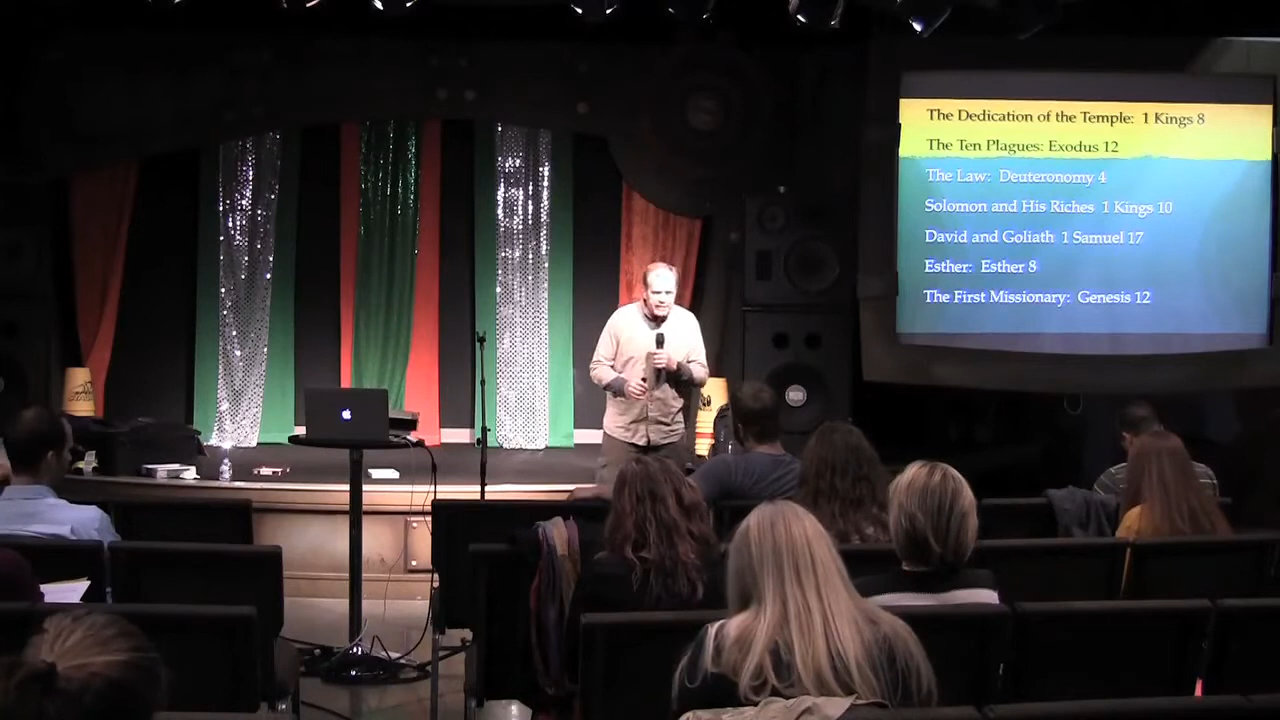 The Dedication of the Temple: 1 Kings 8
The Ten Plagues: Exodus 12
The Law: Deuteronomy 4
Solomon and His Riches 1 Kings 10
David and Goliath 1 Samuel 17
Esther: Esther 8
The First Missionary: Genesis 12